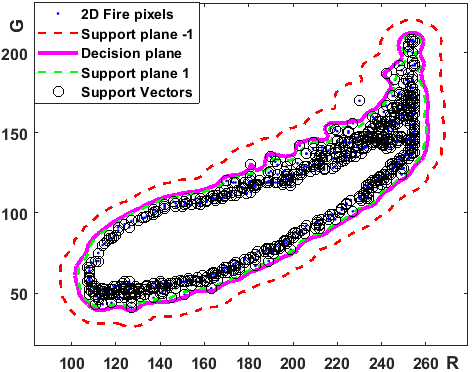 G
2D Fire pixels
Support plane -1
Decision plane
Support plane 1
Support Vectors
200
150
100
50
100 120 140 160 180 200 220 240 260 R